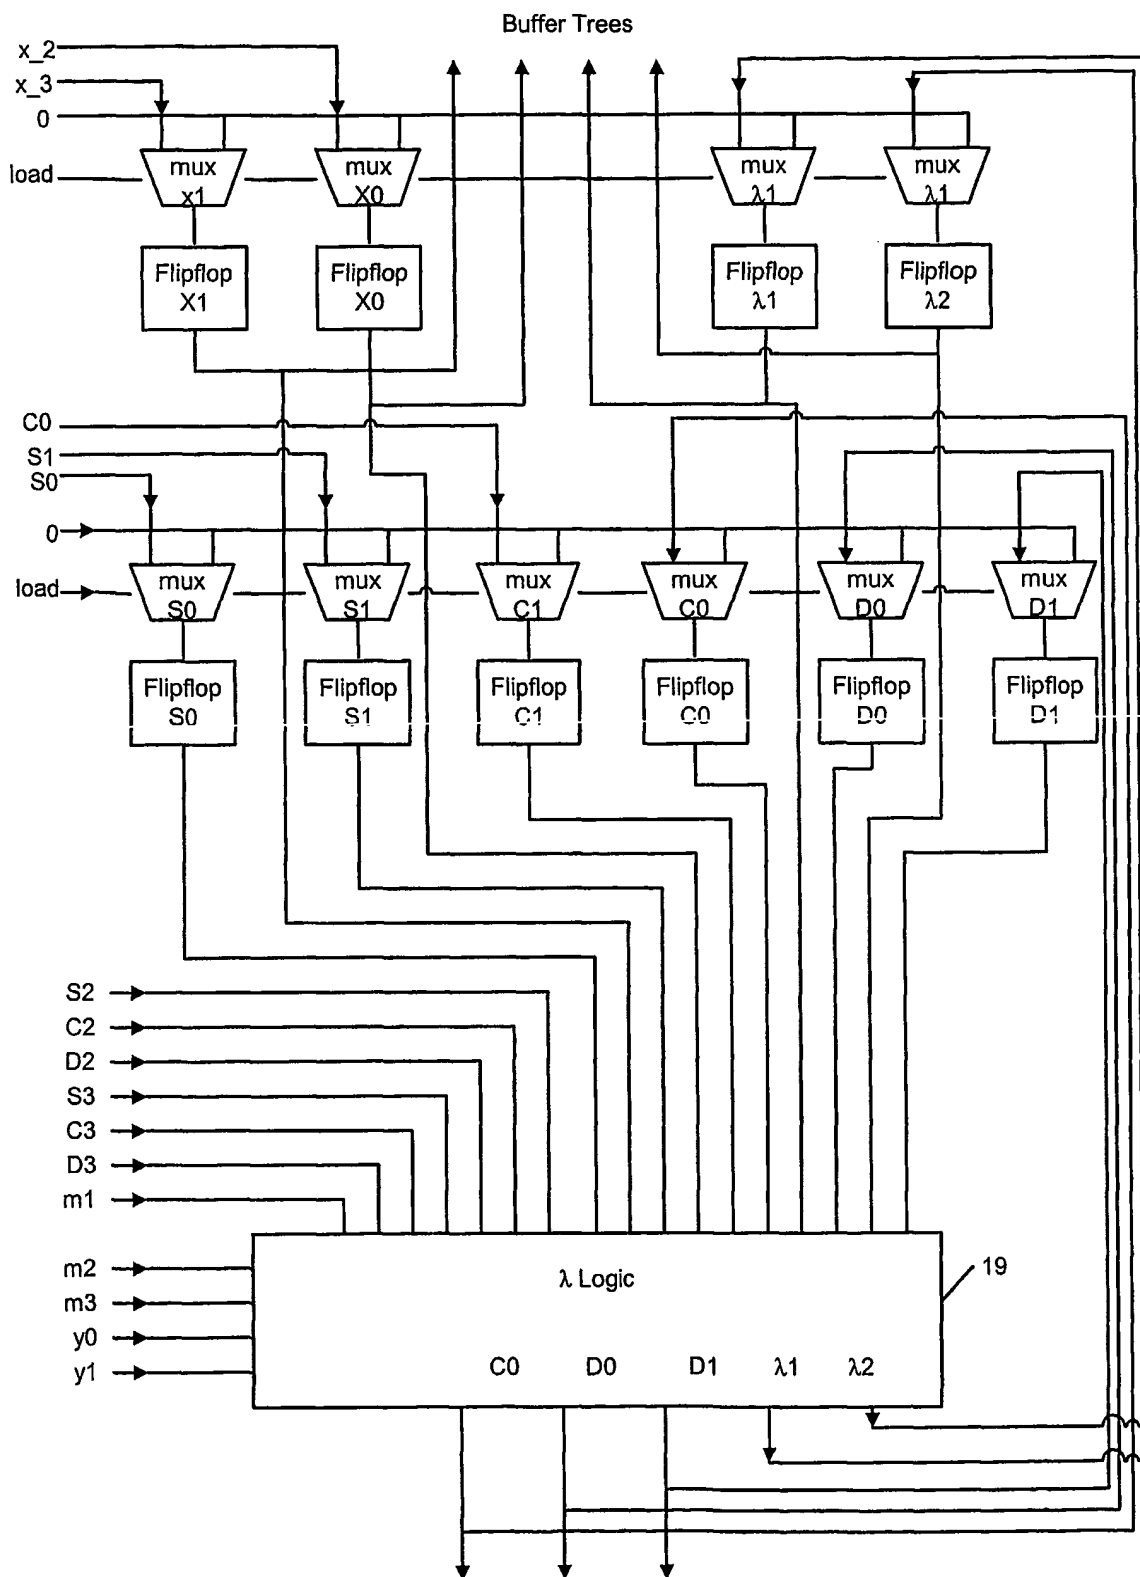 Buffer Trees
x_2
x_3
0
load
mux
x1
mux
X0
mux
λ1
mux
λ1
Flipflop
X1
Flipflop
X0
Flipflop
λ1
Flipflop
λ2
C0
S1
S0
0
load
mux
S0
mux
S1
mux
C1
mux
C0
mux
D0
mux
D1
Flipflop
S0
Flipflop
S1
Flipflop
C1
Flipflop
C0
Flipflop
D0
Flipflop
D1
S2
C2
D2
S3
C3
D3
m1
m2
m3
y0
y1
λ Logic
19
C0 D0 D1 λ1 λ2